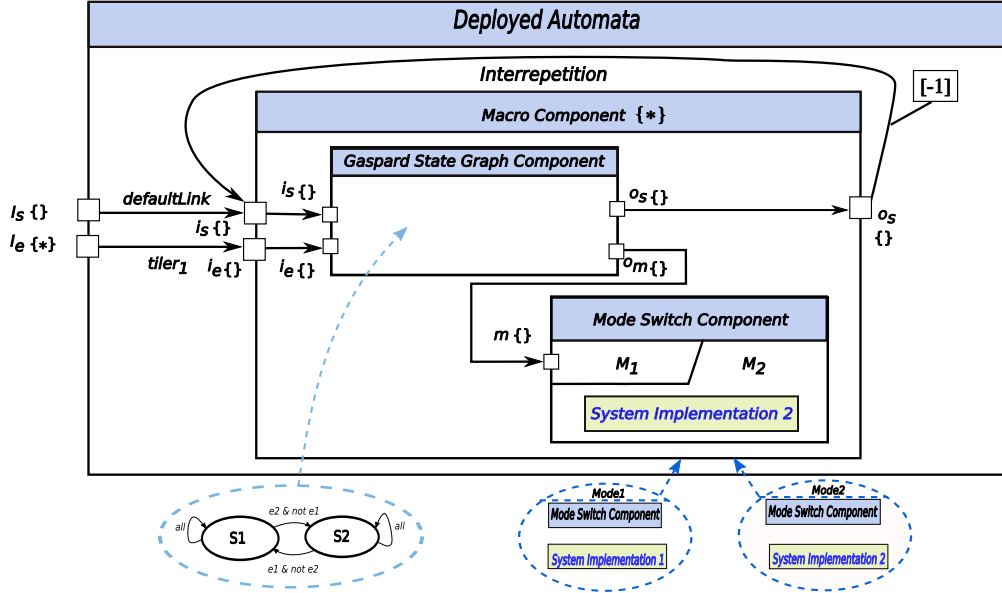 Deployed Automata
Interrepetition
[-1]
Macro Component {*}
Gaspard State Graph Component
is {}
os {}
defaultLink
Is {}
is {}
os
{}
Ie {*}
tiler1
ie {}
ie {}
om {}
Mode Switch Component
m {}
M1
M2
System Implementation 2
Mode1
Mode Switch Component
System Implementation 1
Mode2
Mode Switch Component
System Implementation 2
e2 & not e1
all
S1
S2
all
e1 & not e2